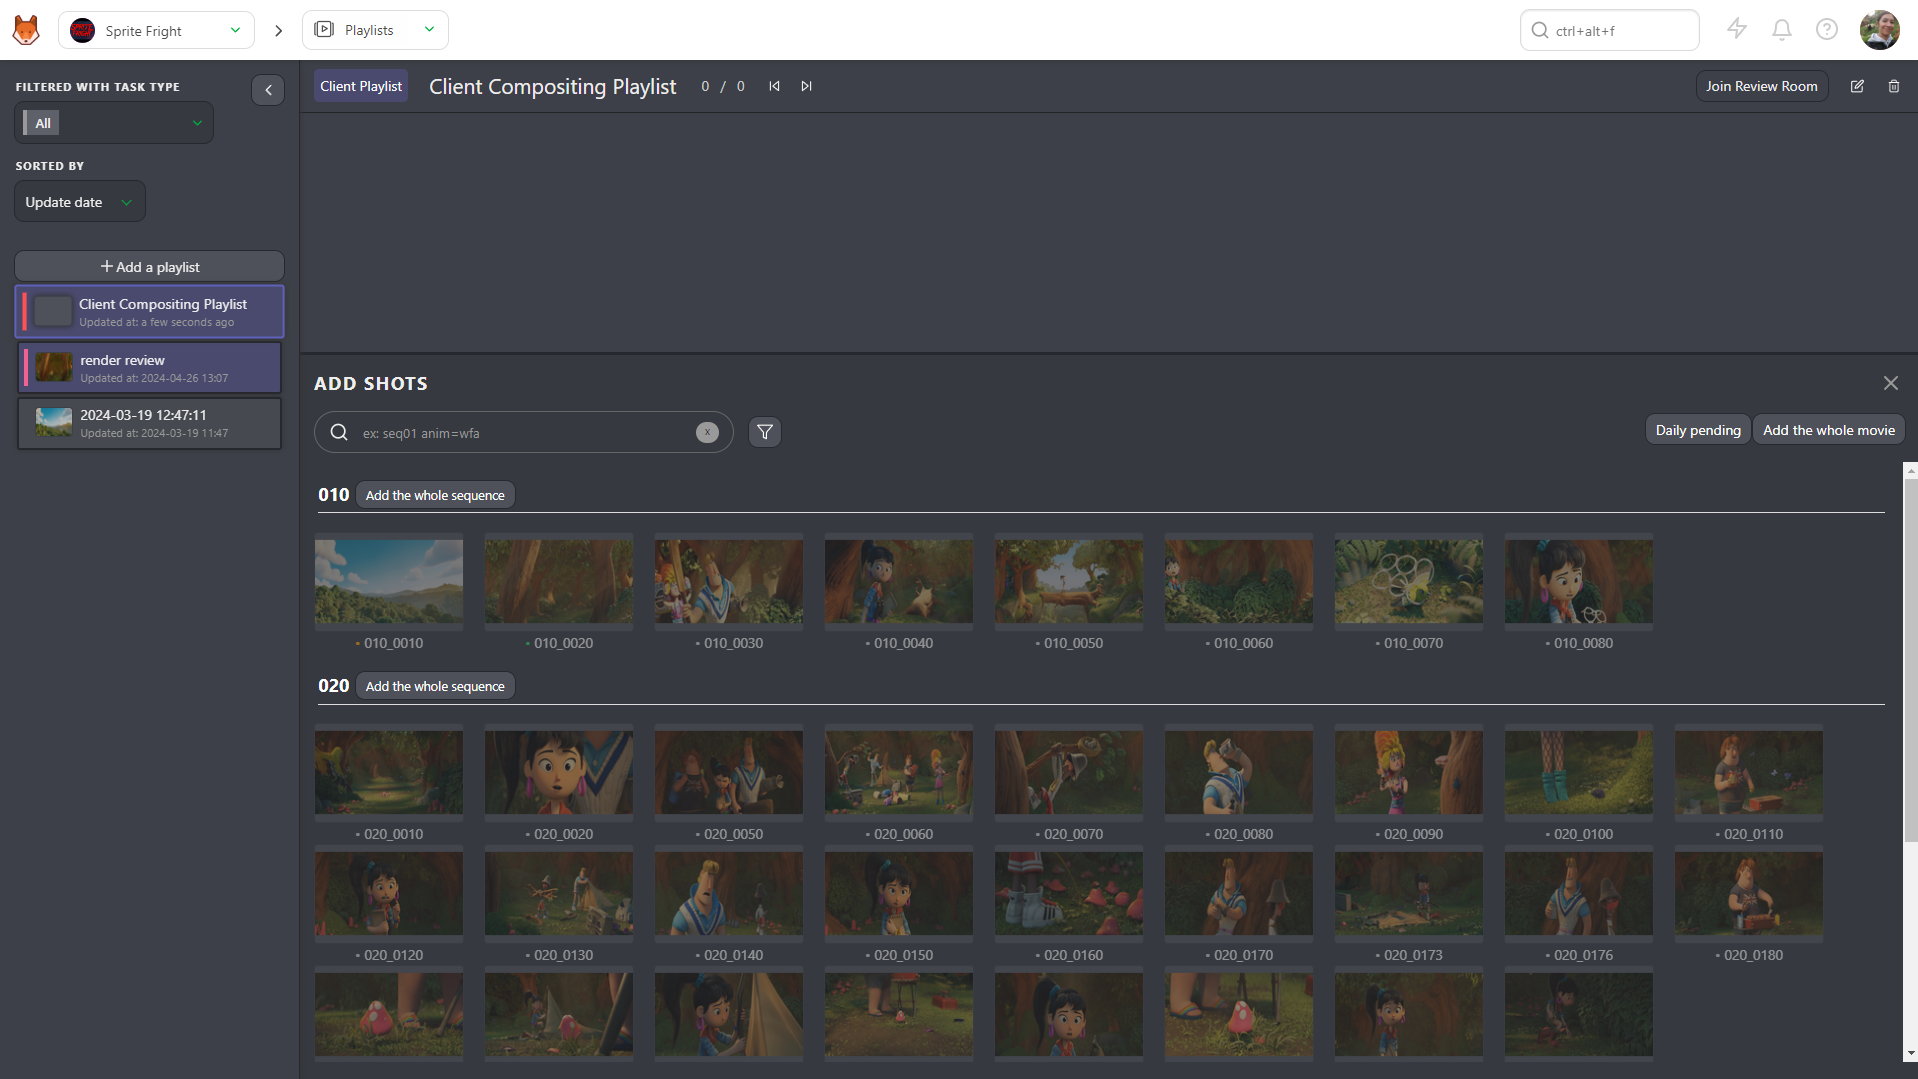 Sprite Fright
Playlists
ctrl+alt+f
FILTERED WITH TASK TYPE
All
SORTED BY
Update date
Add a playlist
Client Compositing Playlist
Updated at: a few seconds ago
render review
Updated at: 2024-04-26 13:07
2024-03-19 12:47:11
Updated at: 2024-03-19 11:47
Client Playlist
Client Compositing Playlist
0 / 0
Join Review Room
ADD SHOTS
ex: seq01 anim=wfa
x
Daily pending
Add the whole movie
010
Add the whole sequence
010_0010
010_0020
010_0030
010_0040
010_0050
010_0060
010_0070
010_0080
020
Add the whole sequence
020_0010
020_0020
020_0050
020_0060
020_0070
020_0080
020_0090
020_0100
020_0110
020_0120
020_0130
020_0140
020_0150
020_0160
020_0170
020_0173
020_0176
020_0180